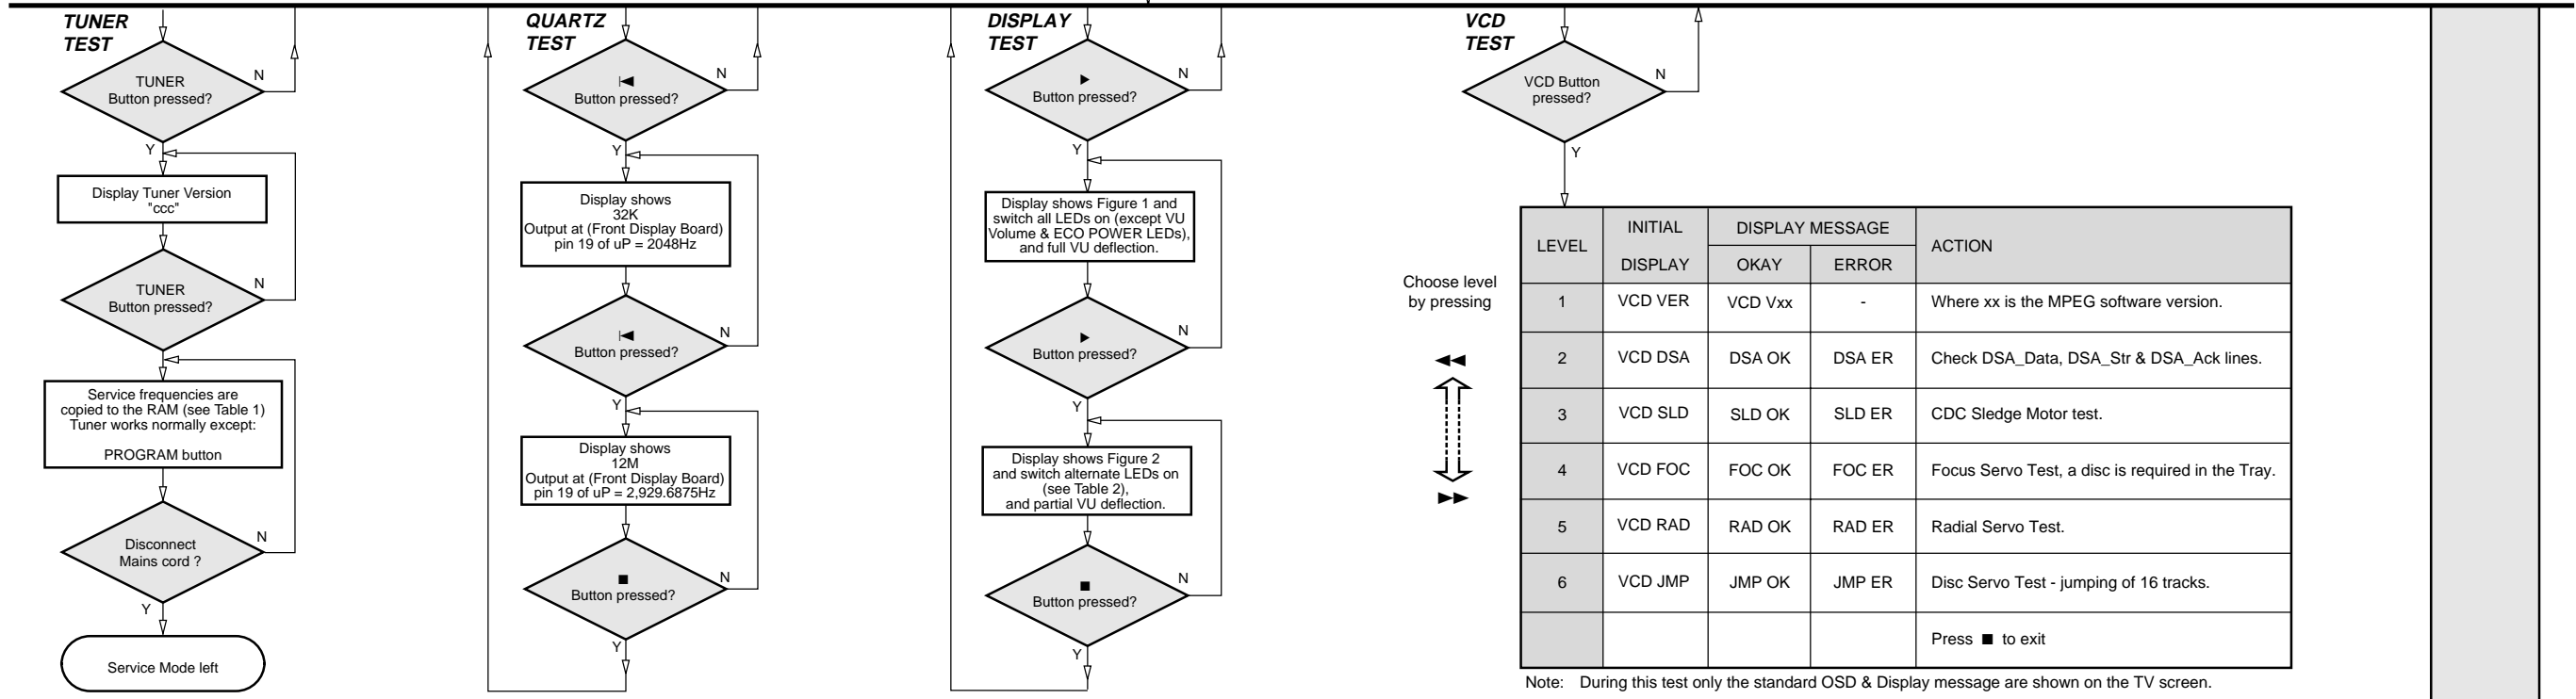 TUNER
TEST
TUNER
Button pressed?
N
Y
Display Tuner Version
"ccc"
TUNER
Button pressed?
N
Service frequencies are
copied to the RAM (see Table 1)
Tuner works normally except:
PROGRAM button
Disconnect
Mains cord ?
N
Y
Service Mode left
QUARTZ
TEST
Button pressed?
N
Y
Display shows
32K
Output at (Front Display Board)
pin 19 of uP = 2048Hz
Button pressed?
N
Y
Display shows
12M
Output at (Front Display Board)
pin 19 of uP = 2,929.6875Hz
■
Button pressed?
N
Y
DISPLAY
TEST
►
Button pressed?
N
Y
Display shows Figure 1 and
switch all LEDs on (except VU
Volume & ECO POWER LEDs),
and full VU deflection.
►
Button pressed?
N
Y
Display shows Figure 2
and switch alternate LEDs on
(see Table 2),
and partial VU deflection.
■
Button pressed?
N
Y
VCD
TEST
VCD Button
pressed?
N
Y
Choose level
by pressing
◄◄
►►
LEVEL INITIAL DISPLAY DISPLAY MESSAGE OKAY ERROR ACTION
1 VCD VER VCD Vxx - Where xx is the MPEG software version.
2 VCD DSA DSA OK DSA ER Check DSA_Data, DSA_Str & DSA_Ack lines.
3 VCD SLD SLD OK SLD ER CDC Sledge Motor test.
4 VCD FOC FOC OK FOC ER Focus Servo Test, a disc is required in the Tray.
5 VCD RAD RAD OK RAD ER Radial Servo Test.
6 VCD JMP JMP OK JMP ER Disc Servo Test - jumping of 16 tracks.
Press ■ to exit
Note: During this test only the standard OSD & Display message are shown on the TV screen.